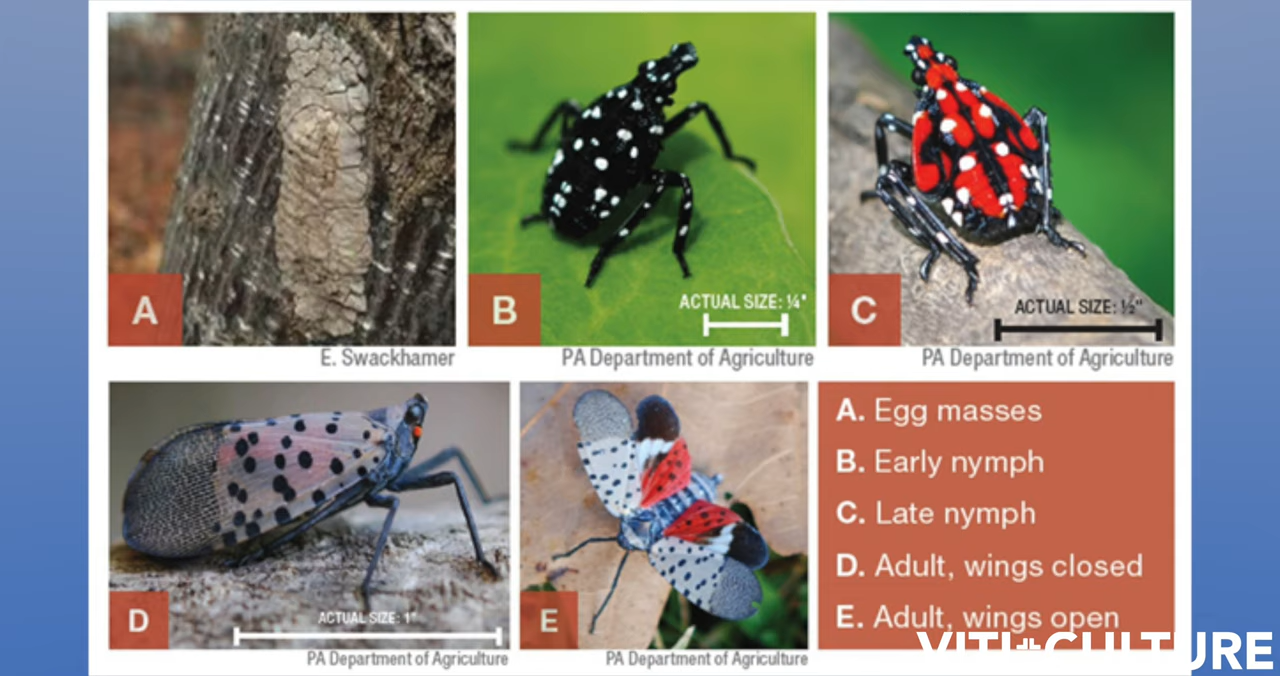 A
E. Swackhamer
B
ACTUAL SIZE: ¼"
PA Department of Agriculture
C
ACTUAL SIZE: ½"
PA Department of Agriculture
D
ACTUAL SIZE: 1"
PA Department of Agriculture
E
PA Department of Agriculture
A. Egg masses
B. Early nymph
C. Late nymph
D. Adult, wings closed
E. Adult, wings open
VITI+CULTURE